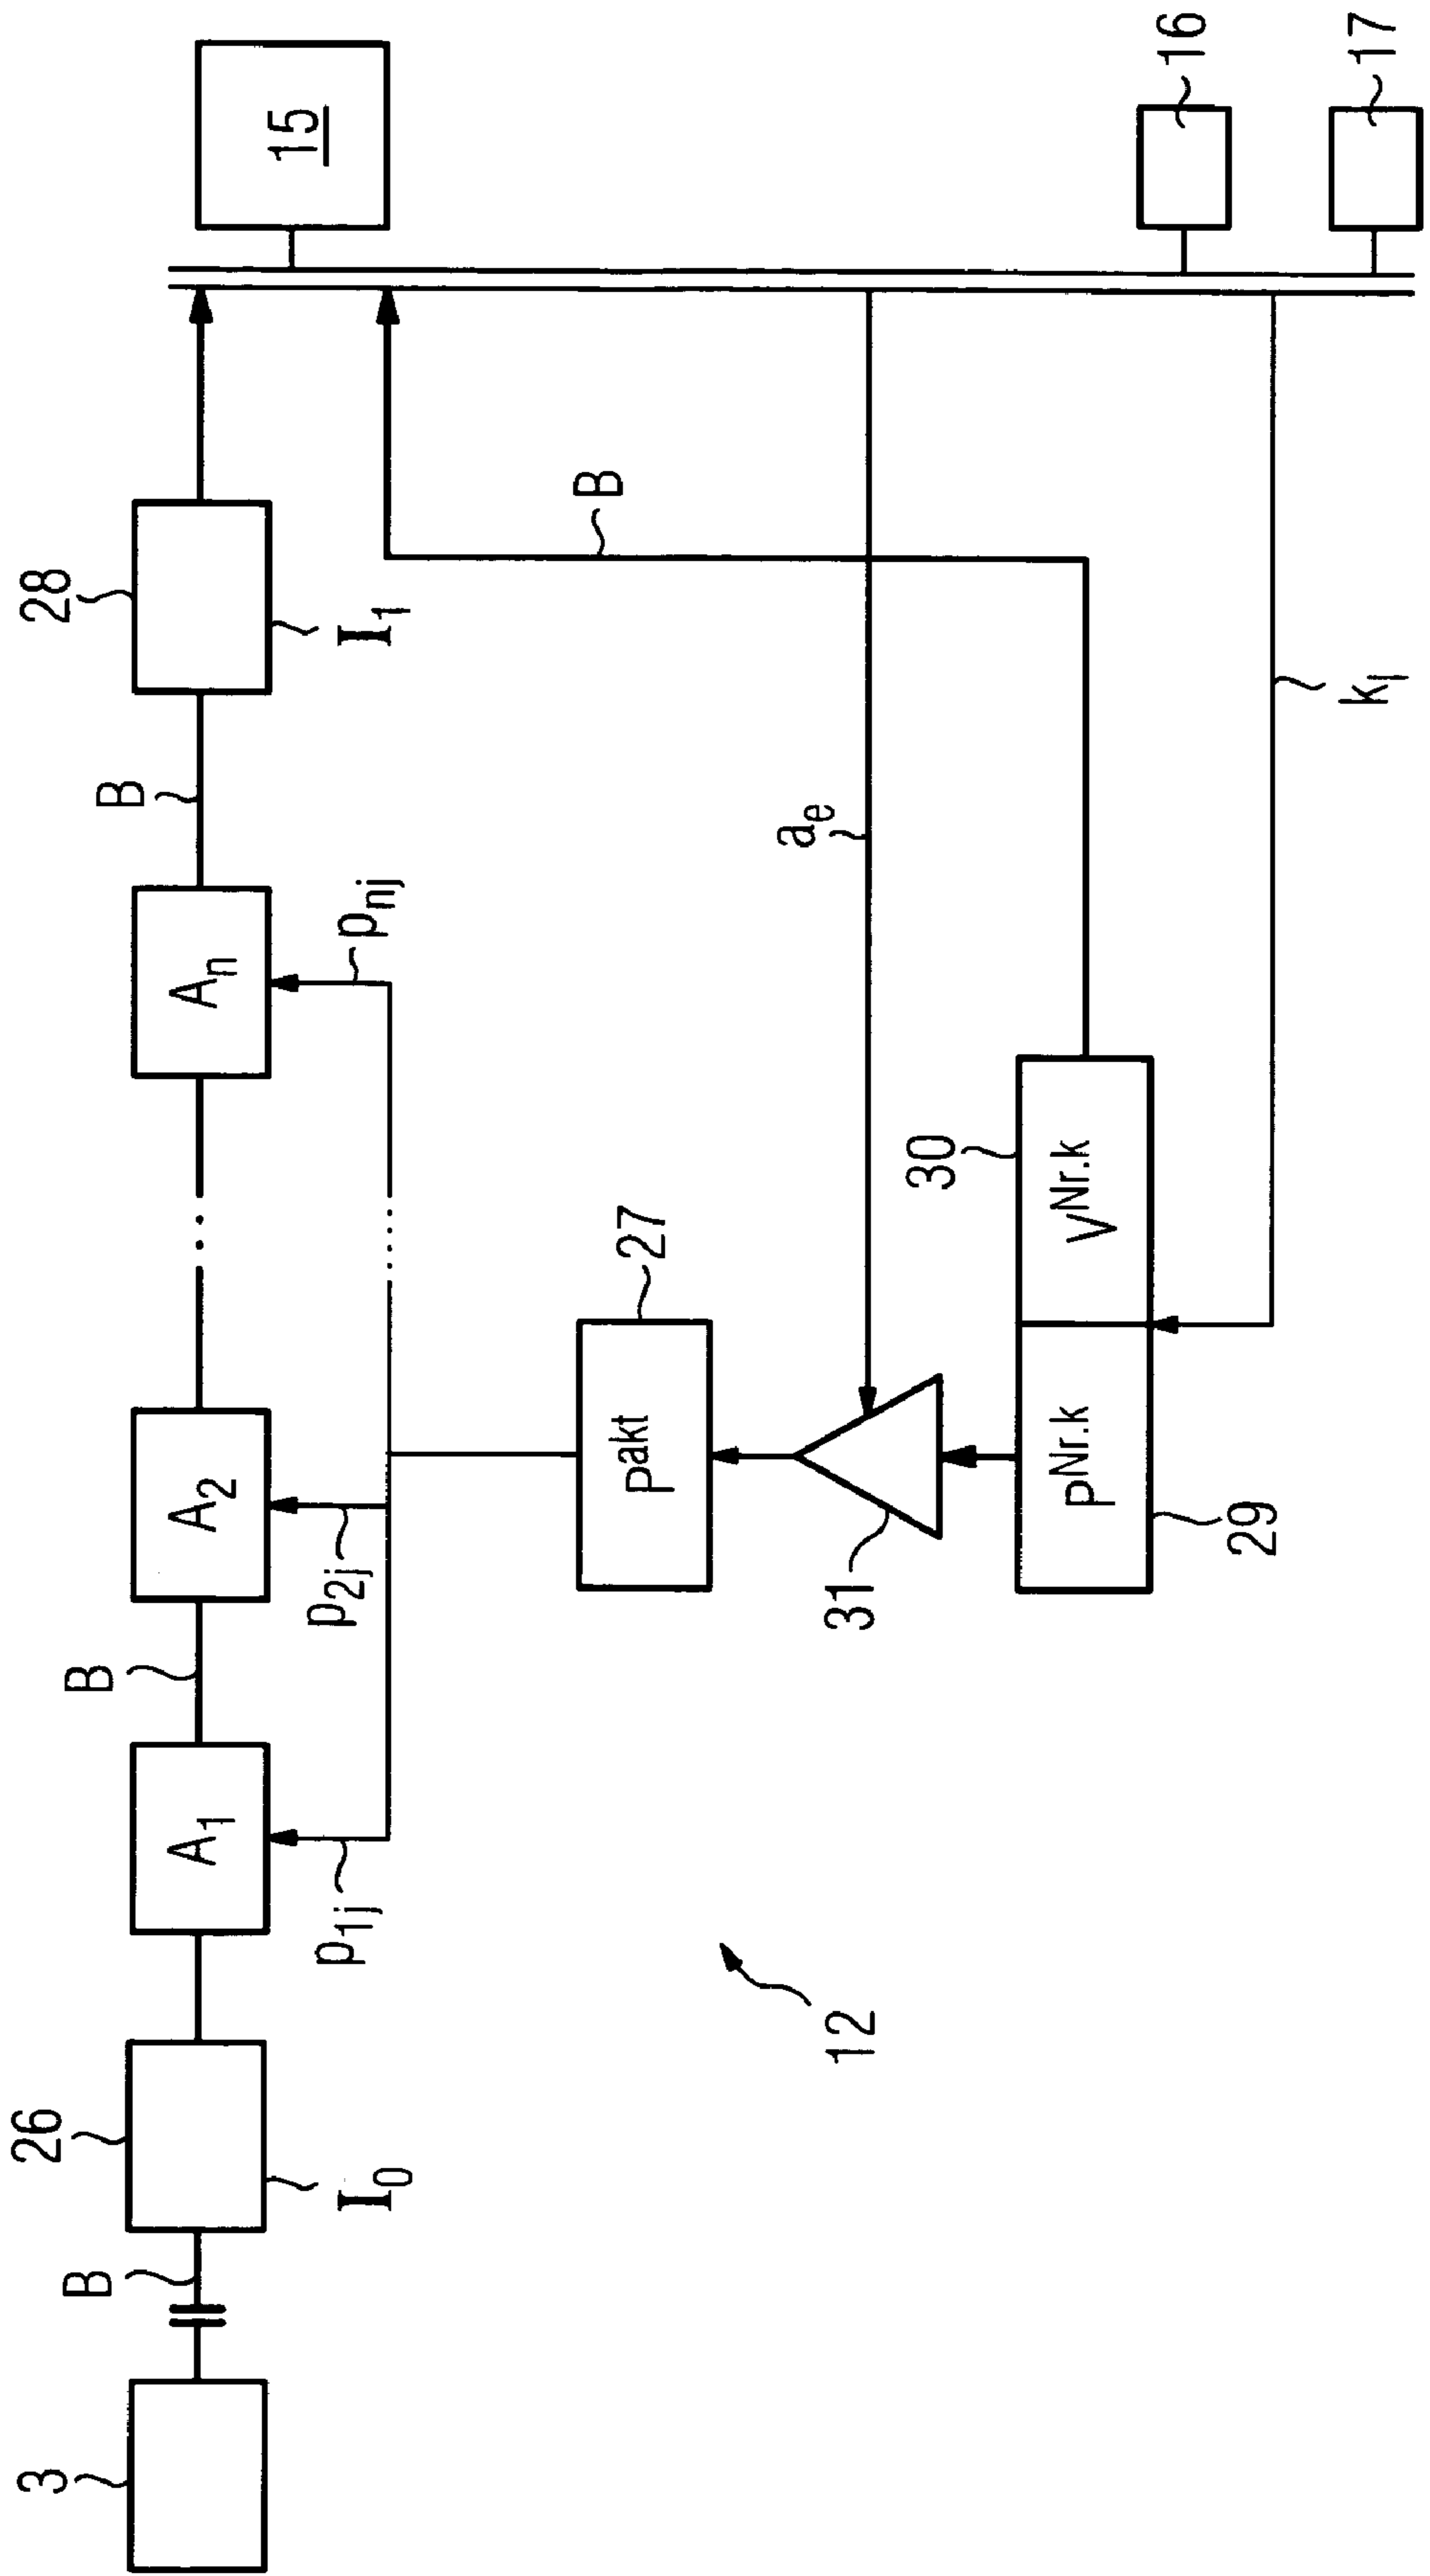 3
B
26
I0
A1
p1j
B
A2
p2j
...
An
pnj
B
28
I1
15
B
ae
27
Pakt
31
30
PNr.k
VNr.k
29
kl
16
17
12